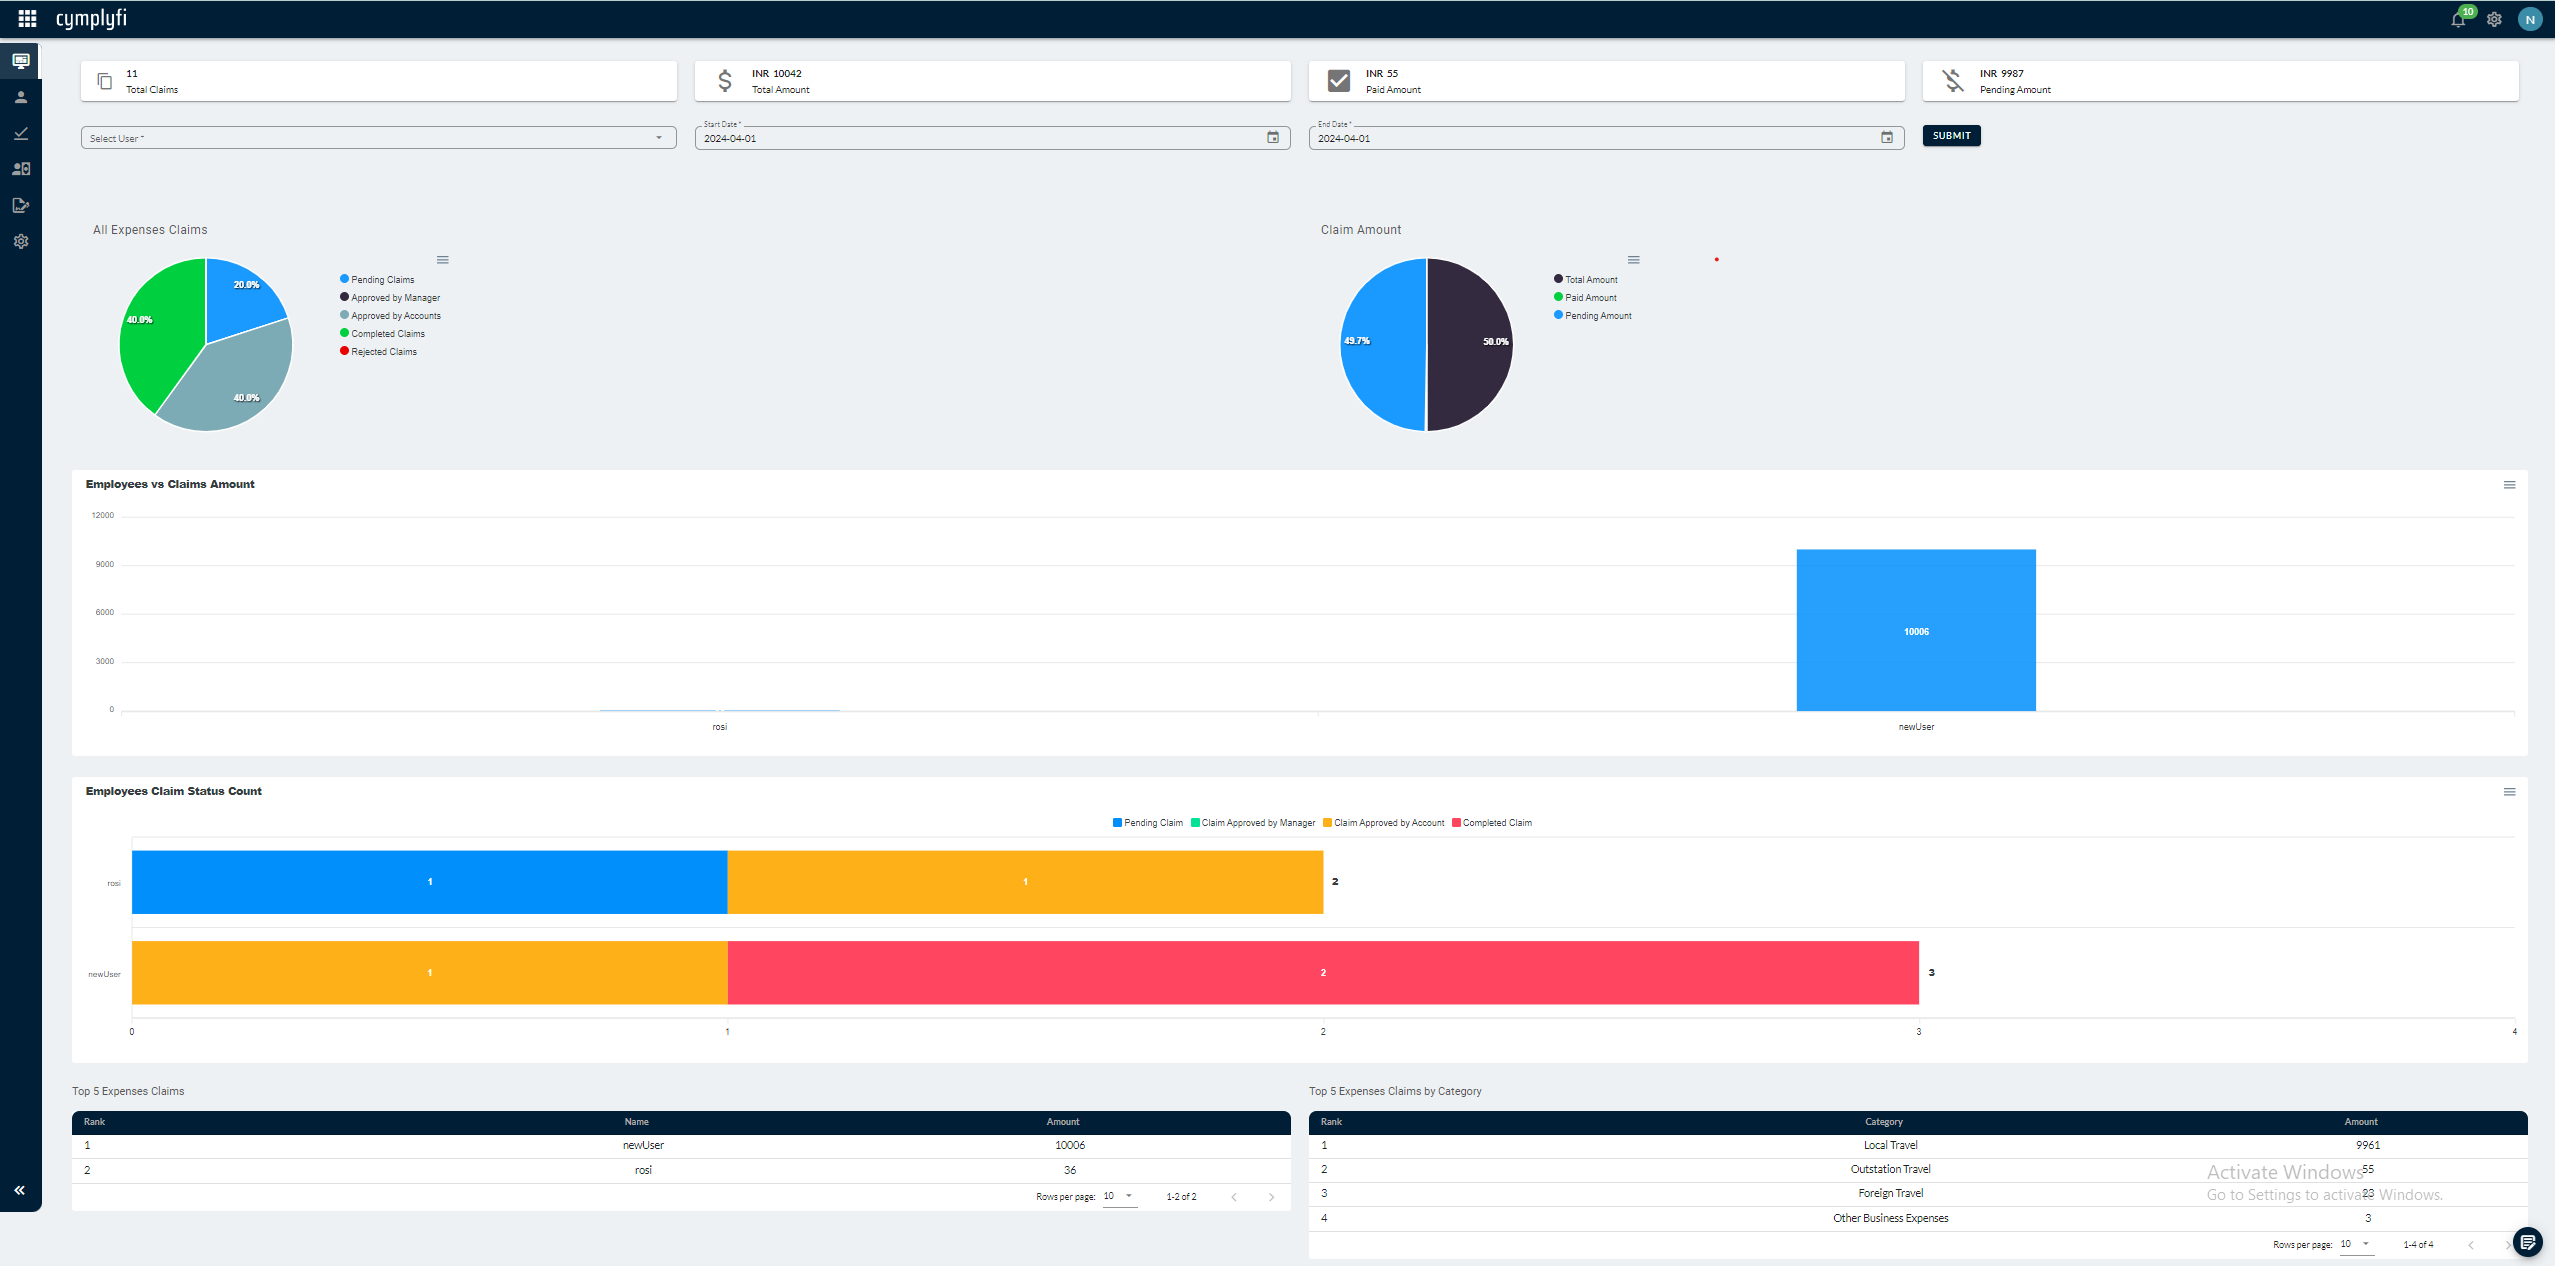 cymplyfi
10
N
11
Total Claims
INR 10042
Total Amount
INR 55
Paid Amount
INR 9987
Pending Amount
Select User *
Start Date *
2024-04-01
End Date *
2024-04-01
SUBMIT
All Expenses Claims
20.0%
40.0%
40.0%
Pending Claims
Approved by Manager
Approved by Accounts
Completed Claims
Rejected Claims
Claim Amount
49.7%
50.0%
Total Amount
Paid Amount
Pending Amount
Employees vs Claims Amount
12000
9000
6000
3000
0
10006
rosi
newUser
Employees Claim Status Count
Pending Claim
Claim Approved by Manager
Claim Approved by Account
Completed Claim
rosi
1
1
2
newUser
1
2
3
0
1
2
3
4
Top 5 Expenses Claims
Rank Name Amount
1 newUser 10006
2 rosi 36
Rows per page: 10 1-2 of 2
Top 5 Expenses Claims by Category
Rank Category Amount
1 Local Travel 9961
2 Outstation Travel 55
3 Foreign Travel
4 Other Business Expenses 3
Rows per page: 10 1-4 of 4
Activate Windows
Go to Settings to activate Windows.